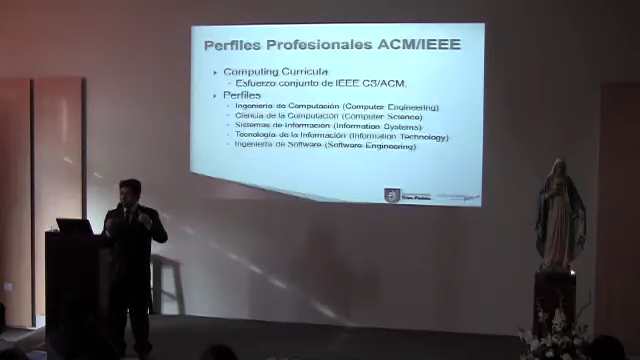 Perfiles Profesionales ACM/IEEE
Computing Curricula
- Esfuerzo conjunto de IEEE CS/ACM.
Perfiles
- Ingeniería de Computación (Computer Engineering)
- Ciencia de la Computación (Computer Science)
- Sistemas de Información (Information Systems)
- Tecnología de la Información (Information Technology)
- Ingeniería de Software (Software Engineering)
San Pablo